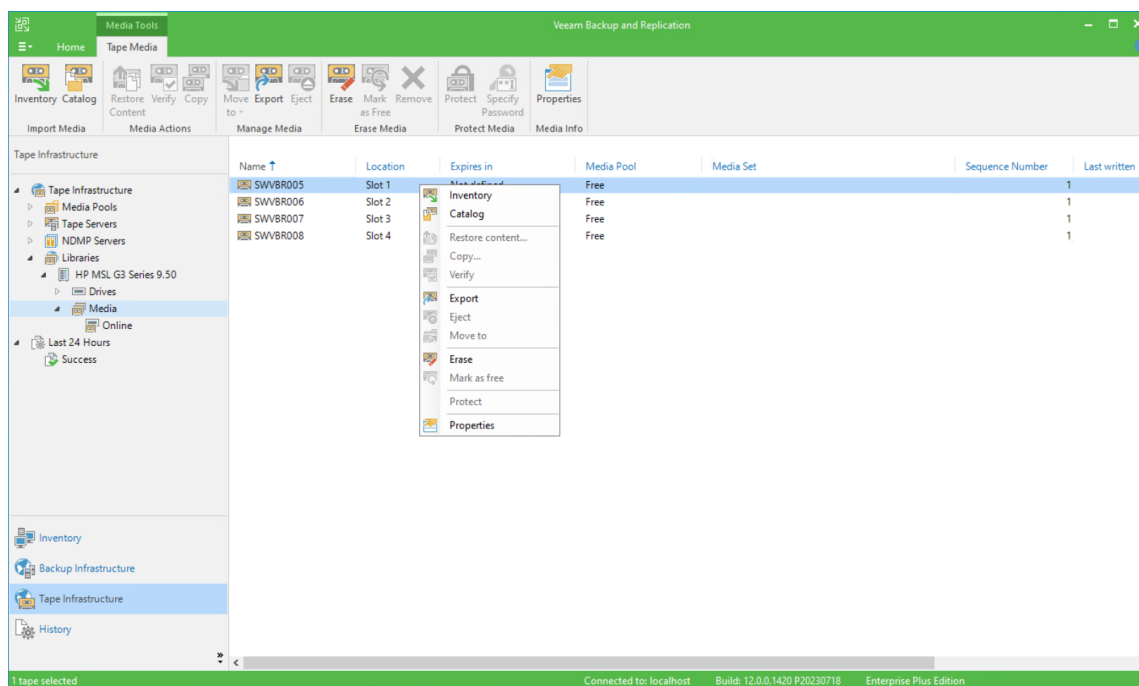 Media Tools
Veeam Backup and Replication
Home Tape Media
Inventory Catalog Restore Content Verify Copy Move to Export Eject Erase Mark as Free Remove Protect Specify Password Properties
Import Media Media Actions Manage Media Erase Media Protect Media Media Info
Tape Infrastructure
Tape Infrastructure
Media Pools
Tape Servers
NDMP Servers
Libraries
HP MSL G3 Series 9.50
Drives
Media
Online
Last 24 Hours
Success
Name Location Expires in Media Pool Media Set Sequence Number Last written
SWVBR005 Slot 1 Not defined Free 1
SWVBR006 Slot 2 Free 1
SWVBR007 Slot 3 Free 1
SWVBR008 Slot 4 Free 1
Inventory
Catalog
Restore content...
Copy...
Verify
Export
Eject
Move to
Erase
Mark as free
Protect
Properties
Inventory
Backup Infrastructure
Tape Infrastructure
History
1 tape selected Connected to: localhost Build: 12.0.0.1420 P20230718 Enterprise Plus Edition